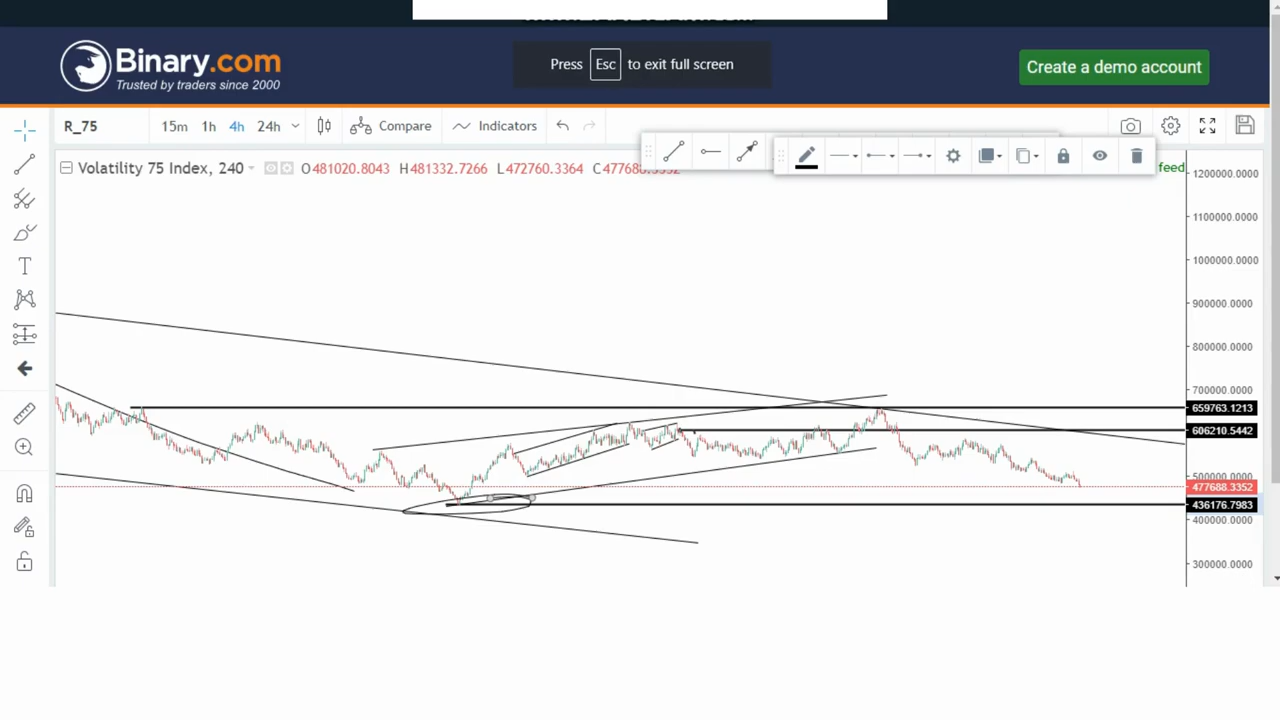 Binary.com
Trusted by traders since 2000
Press Esc to exit full screen
Create a demo account
R_75 15m 1h 4h 24h Compare Indicators
Volatility 75 Index, 240 O481020.8043 H481332.7266 L472760.3364 feed
1200000.0000
1100000.0000
1000000.0000
900000.0000
800000.0000
700000.0000
659763.1213
606210.5442
500000.0000
477688.3352
436176.7983
400000.0000
300000.0000
T